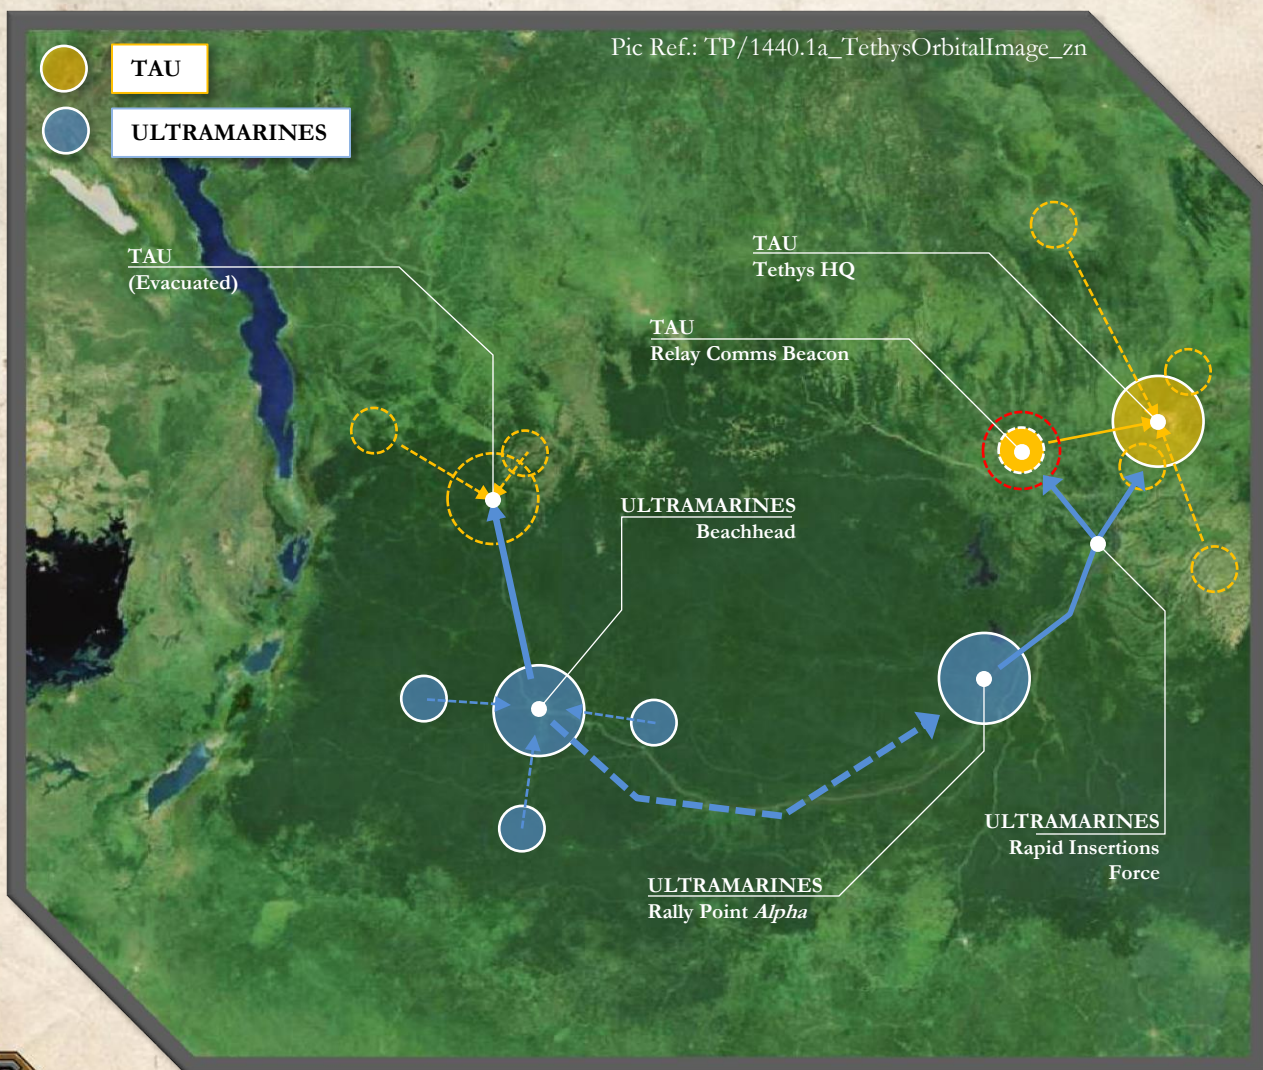 Pic Ref.: TP/1440.1a_TethysOrbitalImage_zn
TAU
ULTRAMARINES
TAU
Tethys HQ
TAU
(Evacuated)
TAU
Relay Comms Beacon
ULTRAMARINES
Beachhead
ULTRAMARINES
Rapid Insertions
Force
ULTRAMARINES
Rally Point Alpha